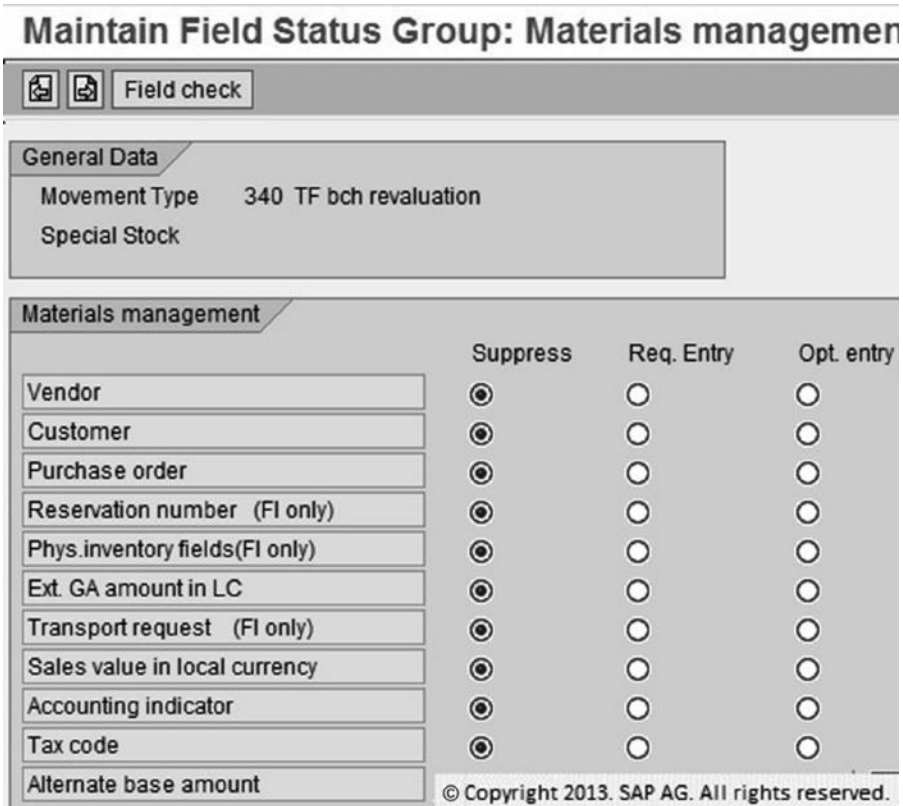 Maintain Field Status Group: Materials managemen
Field check
General Data
Movement Type 340 TF bch revaluation
Special Stock
Materials management
Suppress Req. Entry Opt. entry
Vendor
Customer
Purchase order
Reservation number (FI only)
Phys.inventory fields(FI only)
Ext. GA amount in LC
Transport request (FI only)
Sales value in local currency
Accounting indicator
Tax code
Alternate base amount
© Copyright 2013. SAP AG. All rights reserved.